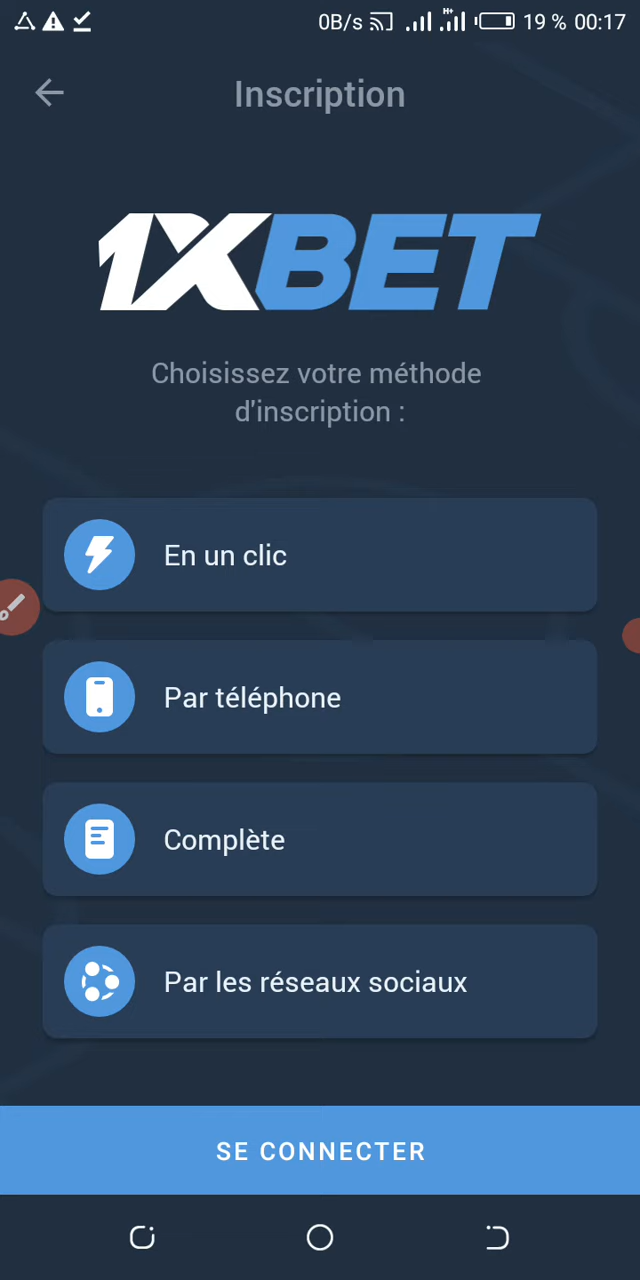 0B/s H+ 19 % 00:17
Inscription
1XBET
Choisissez votre méthode
d'inscription :
En un clic
Par téléphone
Complète
Par les réseaux sociaux
SE CONNECTER